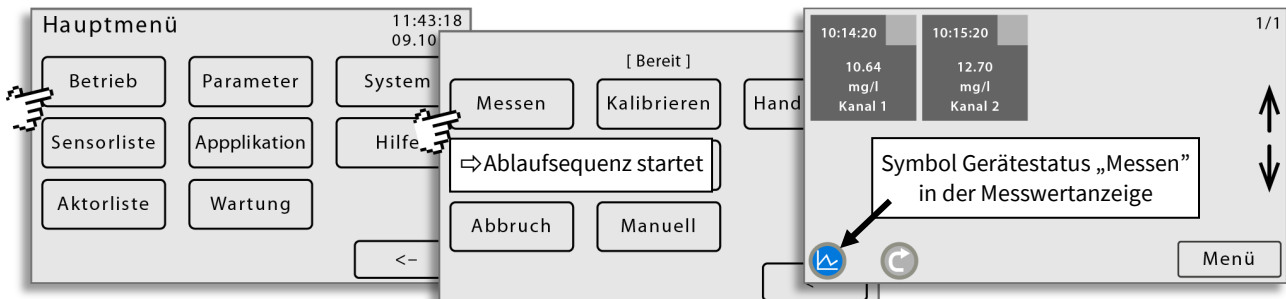 Hauptmenü
11:43:18
09.10
Betrieb
Parameter
System
Sensorliste
Appplikation
Hilfe
Aktorliste
Wartung
<–
[ Bereit ]
Messen
Kalibrieren
Hand
⇨Ablaufsequenz startet
Abbruch
Manuell
1/1
10:14:20
10.64
mg/l
Kanal 1
10:15:20
12.70
mg/l
Kanal 2
Symbol Gerätestatus „Messen”
in der Messwertanzeige
Menü